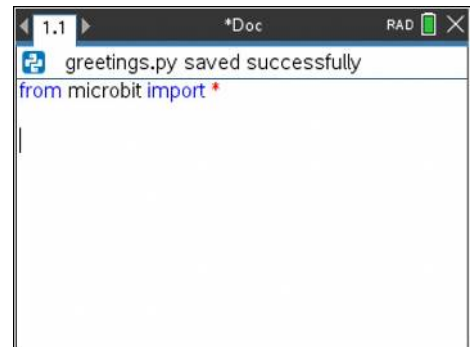 1.1 *Doc RAD
greetings.py saved successfully
from microbit import *